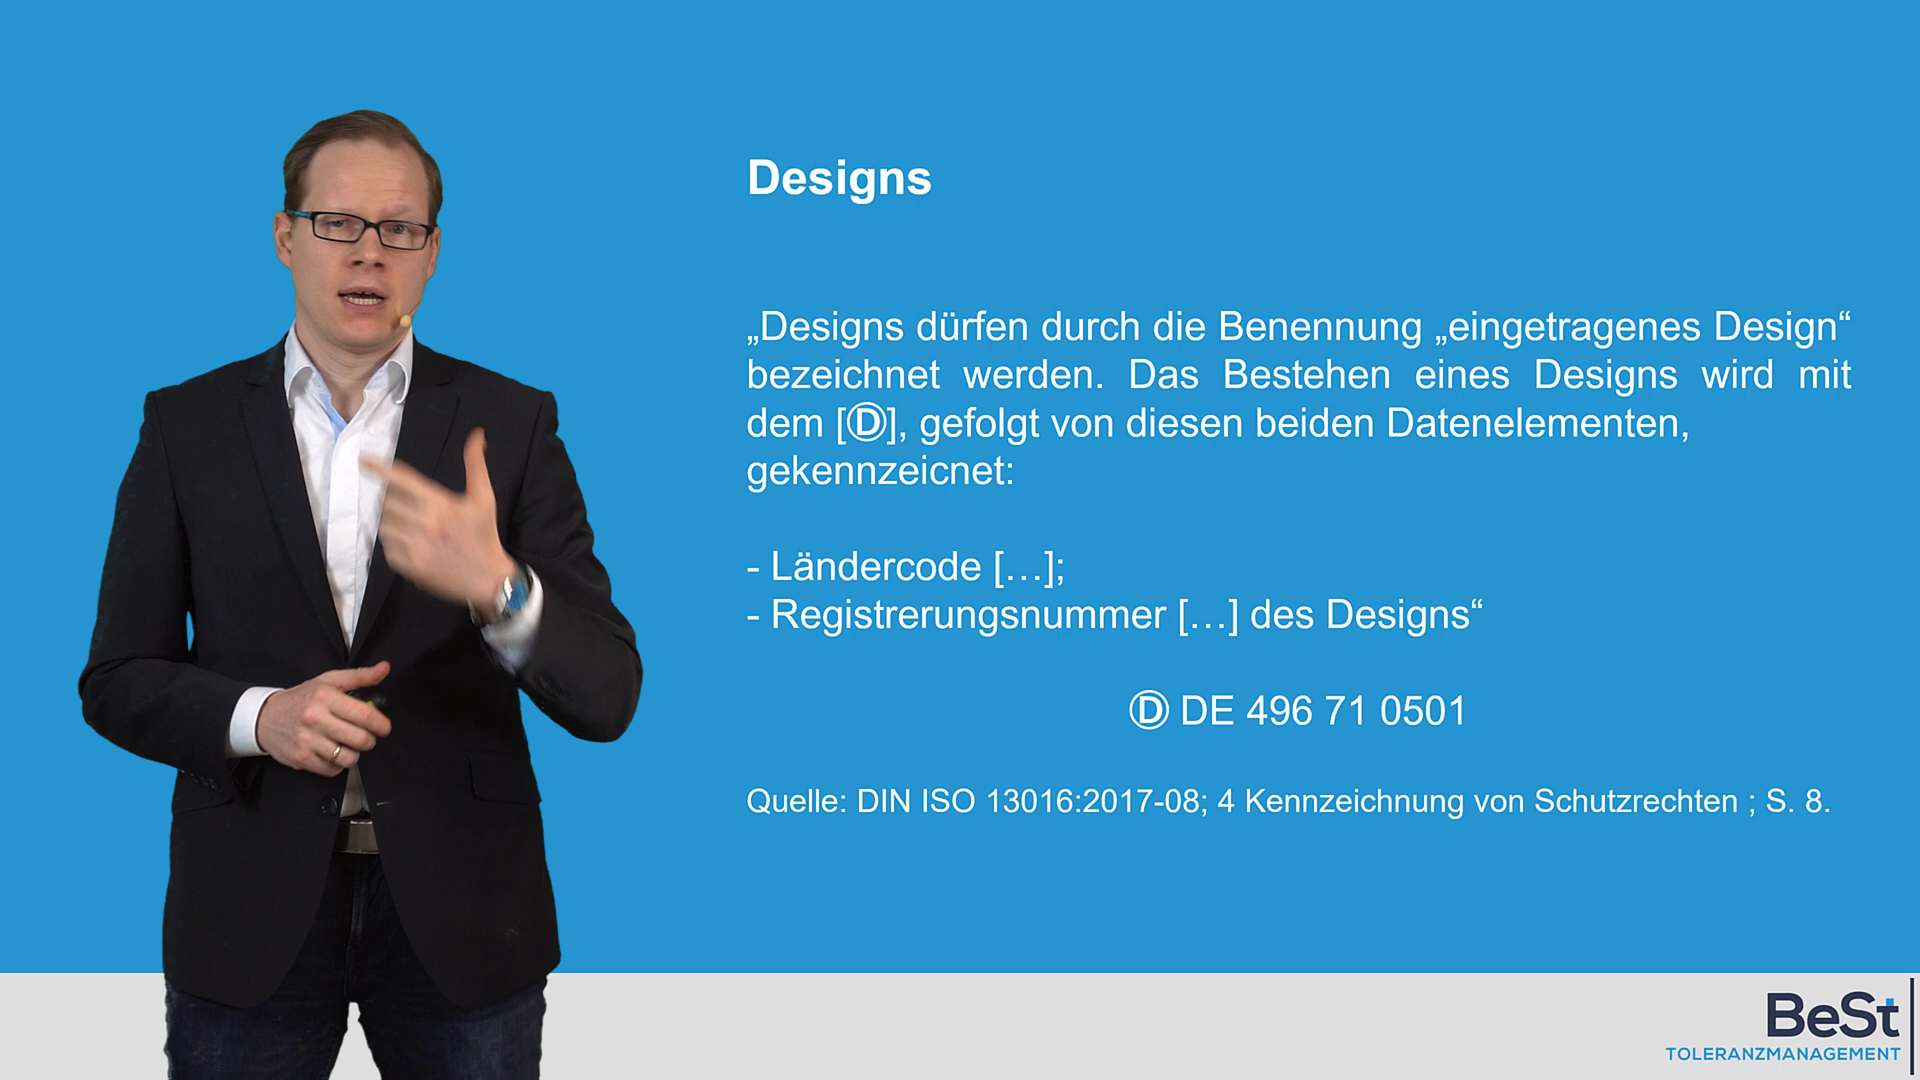 Designs
„Designs dürfen durch die Benennung „eingetragenes Design“
bezeichnet werden. Das Bestehen eines Designs wird mit
dem [Ⓓ], gefolgt von diesen beiden Datenelementen,
gekennzeicnet:
- Ländercode [...];
- Registrerungsnummer [...] des Designs“
Ⓓ DE 496 71 0501
Quelle: DIN ISO 13016:2017-08; 4 Kennzeichnung von Schutzrechten ; S. 8.
BeSt
TOLERANZMANAGEMENT